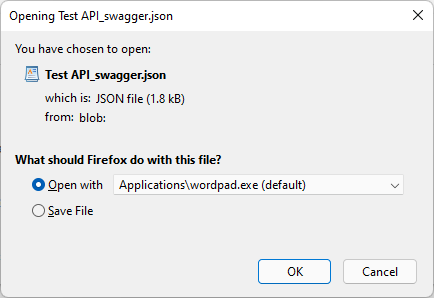 Opening Test API_swagger.json
You have chosen to open:
Test API_swagger.json
which is: JSON file (1.8 kB)
from: blob:
What should Firefox do with this file?
Open with Applications\wordpad.exe (default)
Save File
OK Cancel